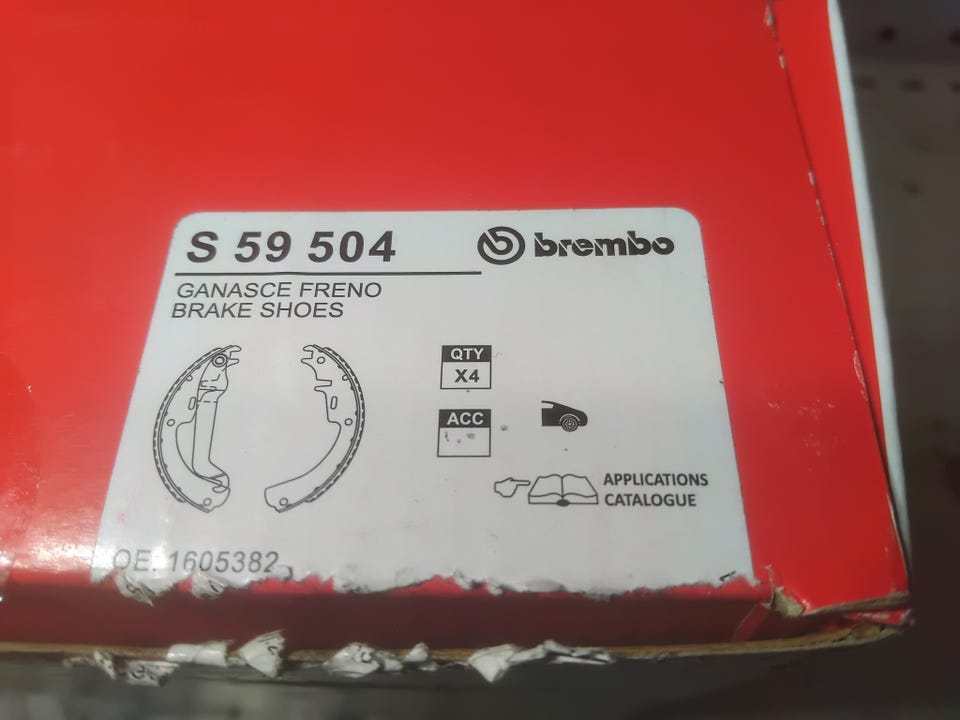 S 59 504
brembo
GANASCE FRENO
BRAKE SHOES
QTY
X4
ACC
APPLICATIONS
CATALOGUE
OE. 1605382